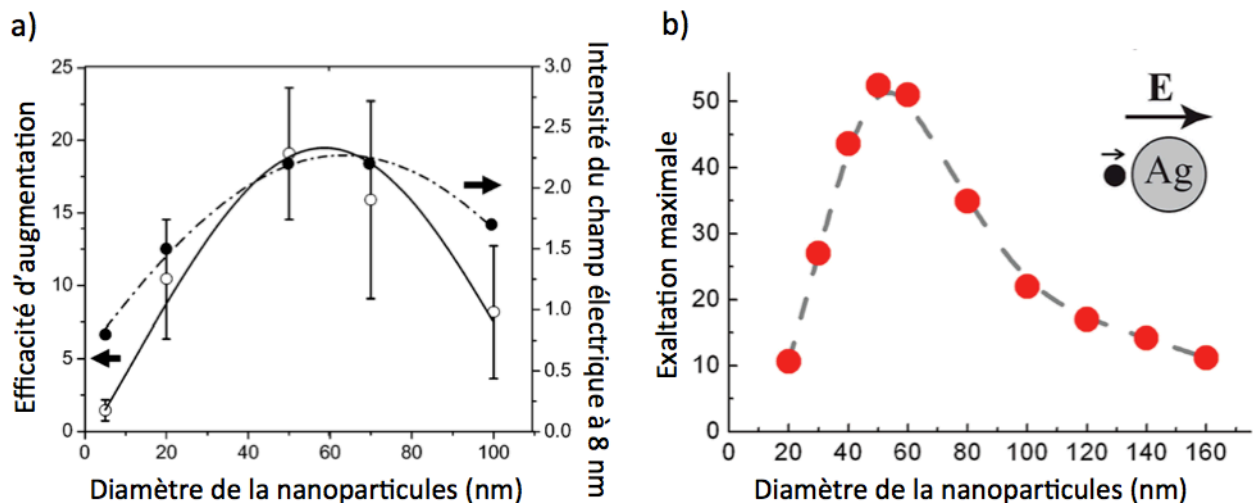 a)
Efficacité d'augmentation
25
20
15
10
5
0
0 20 40 60 80 100
Diamètre de la nanoparticules (nm)
3.0
2.5
2.0
1.5
1.0
0.5
0.0
Intensité du champ électrique à 8 nm
b)
Exaltation maximale
50
40
30
20
10
0
0 20 40 60 80 100 120 140 160
Diamètre de la nanoparticules (nm)
E
Ag